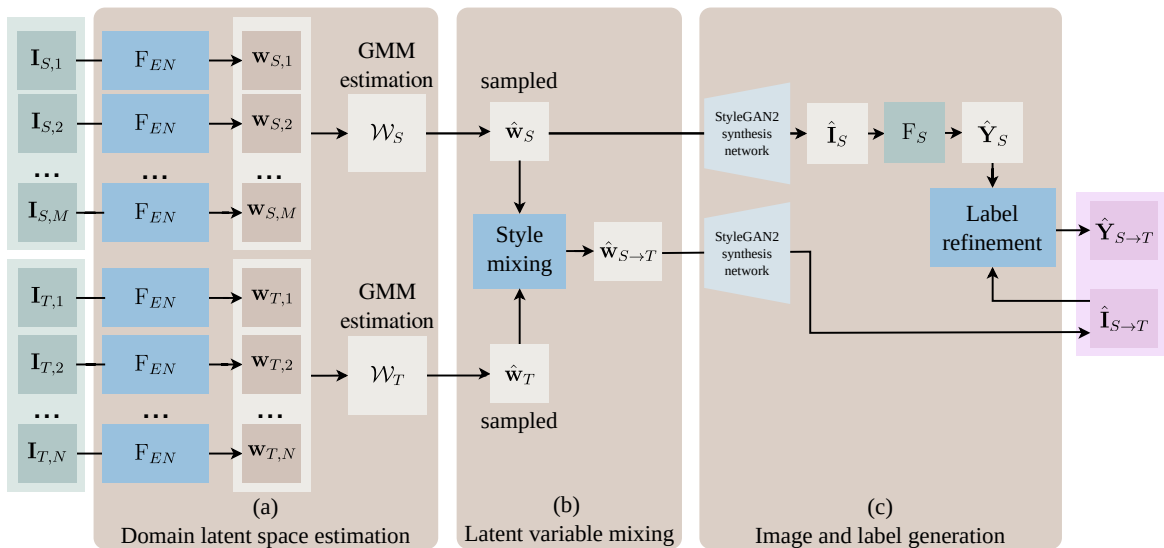 I_{S,1}
F_{EN}
w_{S,1}
I_{S,2}
F_{EN}
w_{S,2}
...
...
...
I_{S,M}
F_{EN}
w_{S,M}
I_{T,1}
F_{EN}
w_{T,1}
I_{T,2}
F_{EN}
w_{T,2}
...
...
...
I_{T,N}
F_{EN}
w_{T,N}
GMM
estimation
𝒲_S
GMM
estimation
𝒲_T
(a)
Domain latent space estimation
sampled
ŵ_S
Style
mixing
ŵ_{S→T}
ŵ_T
sampled
(b)
Latent variable mixing
StyleGAN2
synthesis
network
Î_S
F_S
Ŷ_S
StyleGAN2
synthesis
network
Label
refinement
(c)
Image and label generation
Ŷ_{S→T}
Î_{S→T}